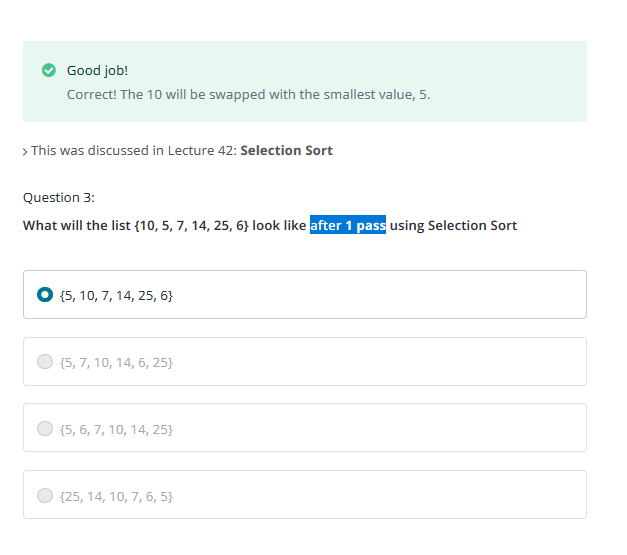 Good job!
Correct! The 10 will be swapped with the smallest value, 5.
> This was discussed in Lecture 42: Selection Sort
Question 3:
What will the list {10, 5, 7, 14, 25, 6} look like after 1 pass using Selection Sort
{5, 10, 7, 14, 25, 6}
{5, 7, 10, 14, 6, 25}
{5, 6, 7, 10, 14, 25}
{25, 14, 10, 7, 6, 5}